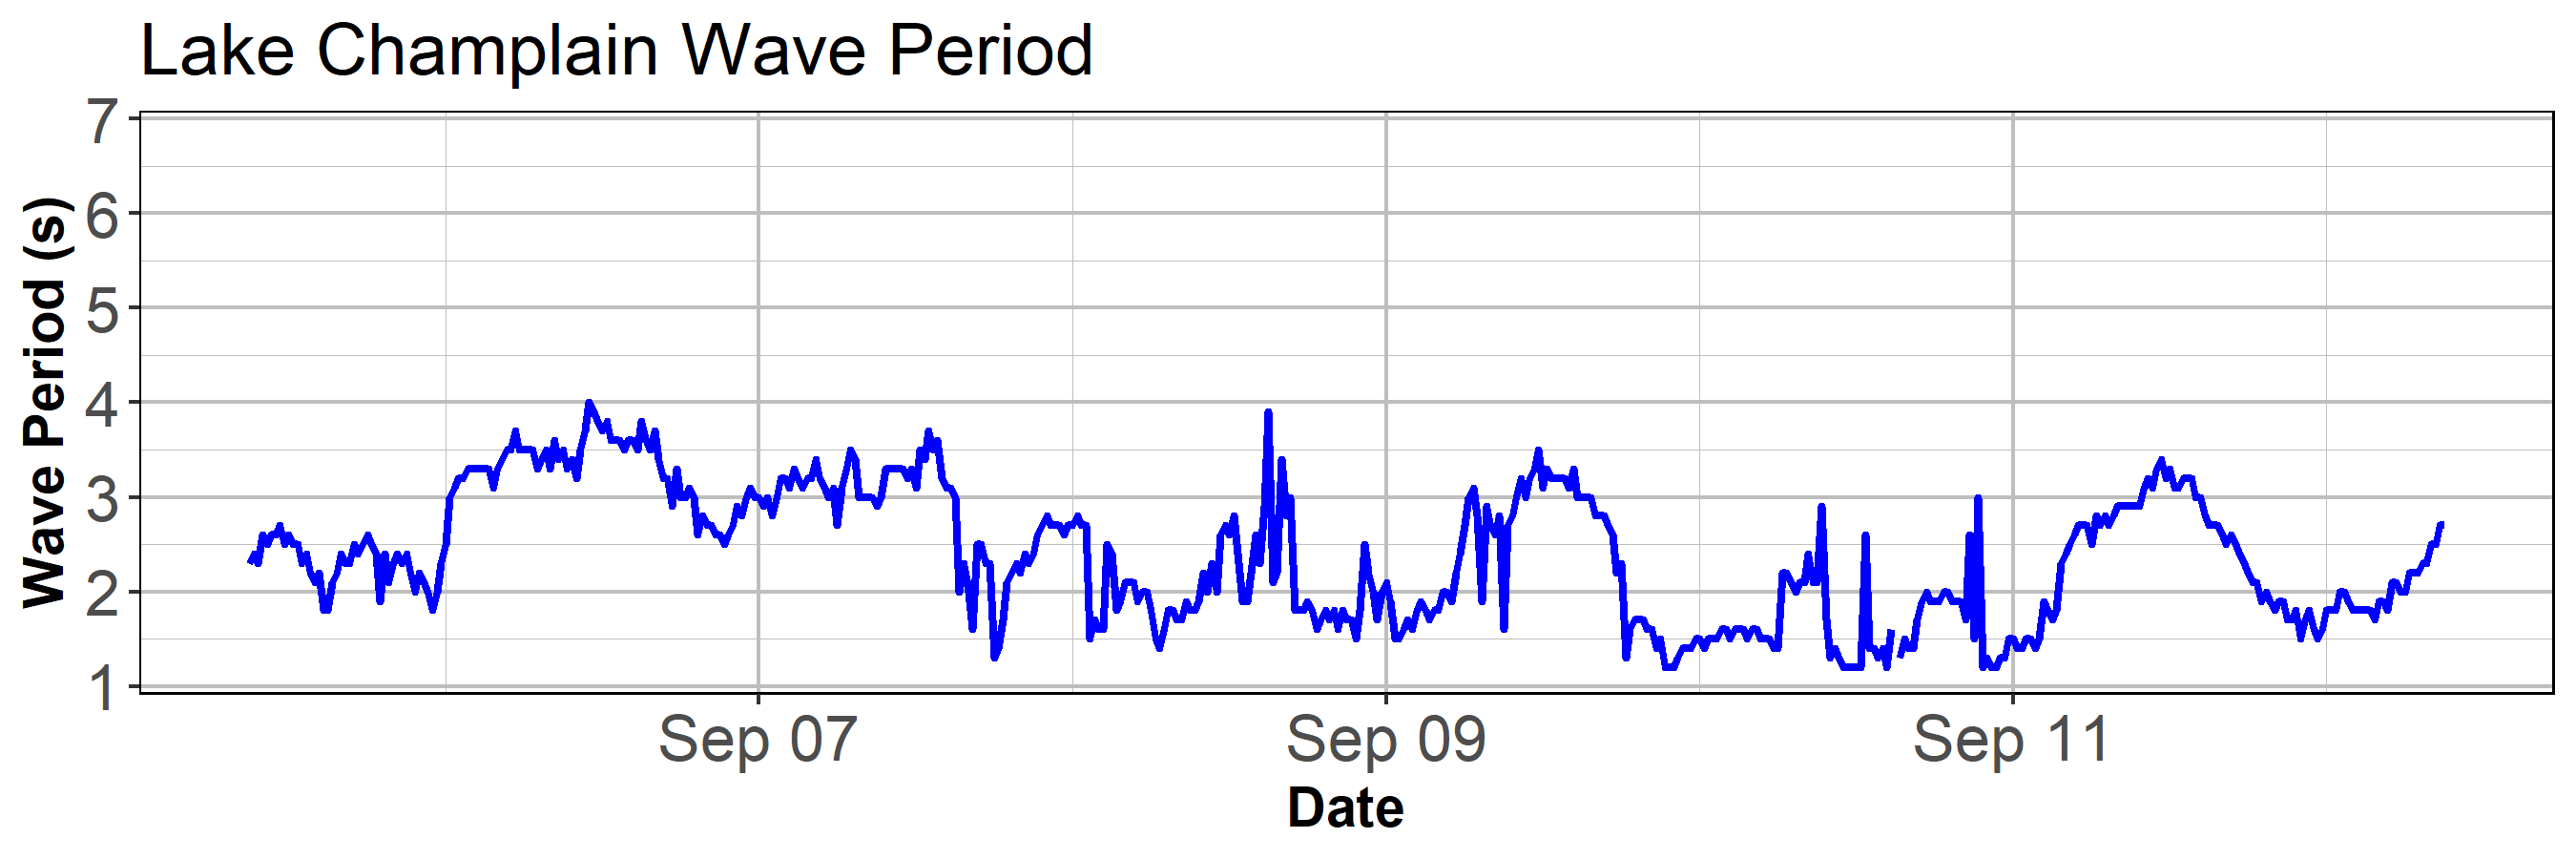 Lake Champlain Wave Period
Wave Period (s)
7
6
5
4
3
2
1
Sep 07
Sep 09
Sep 11
Date